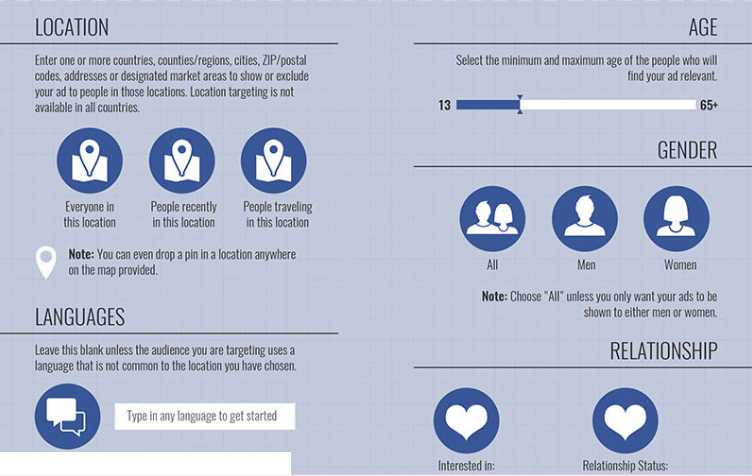 LOCATION
Enter one or more countries, counties/regions, cities, ZIP/postal
codes, addresses or designated market areas to show or exclude
your ad to people in those locations. Location targeting is not
available in all countries.
Everyone in
this location
People recently
in this location
People traveling
in this location
Note: You can even drop a pin in a location anywhere
on the map provided.
LANGUAGES
Leave this blank unless the audience you are targeting uses a
language that is not common to the location you have chosen.
Type in any language to get started
AGE
Select the minimum and maximum age of the people who will
find your ad relevant.
13 65+
GENDER
All Men Women
Note: Choose "All" unless you only want your ads to be
shown to either men or women.
RELATIONSHIP
Interested in: Relationship Status: